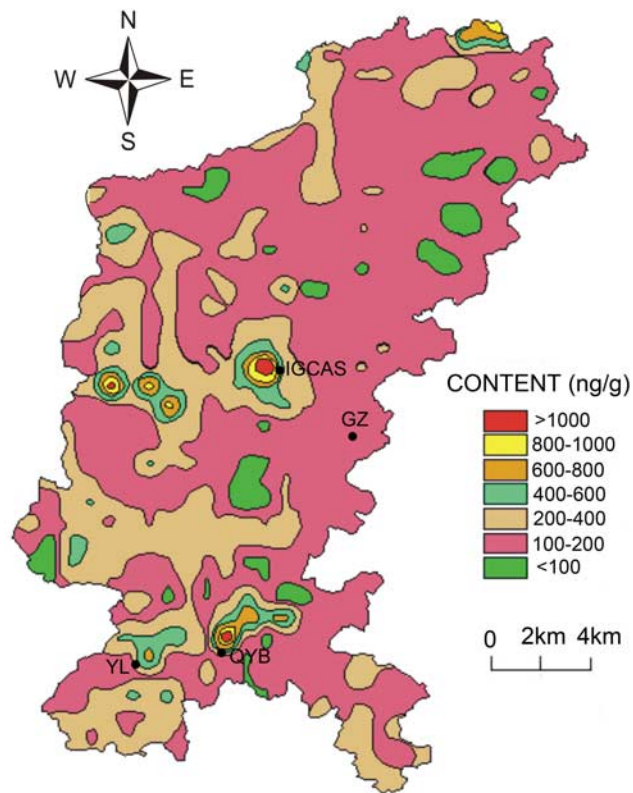 N
W E
S
IGCAS
CONTENT (ng/g)
>1000
GZ
800-1000
600-800
400-600
200-400
100-200
<100
0 2km 4km
QYB
YL